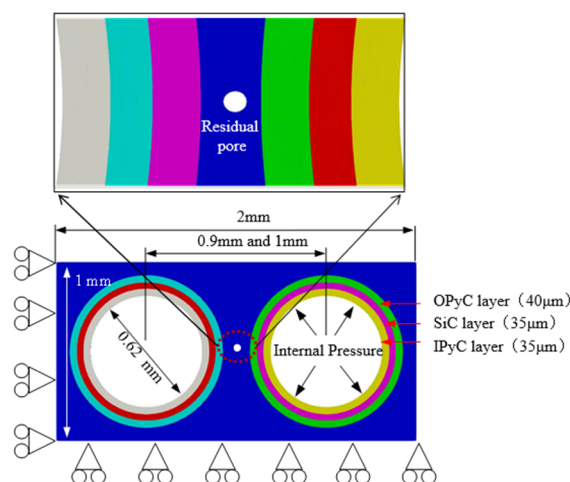 Residual
pore
2mm
0.9mm and 1mm
1 mm
0.62 mm
Internal Pressure
OPyC layer（40μm）
SiC layer（35μm）
IPyC layer（35μm）